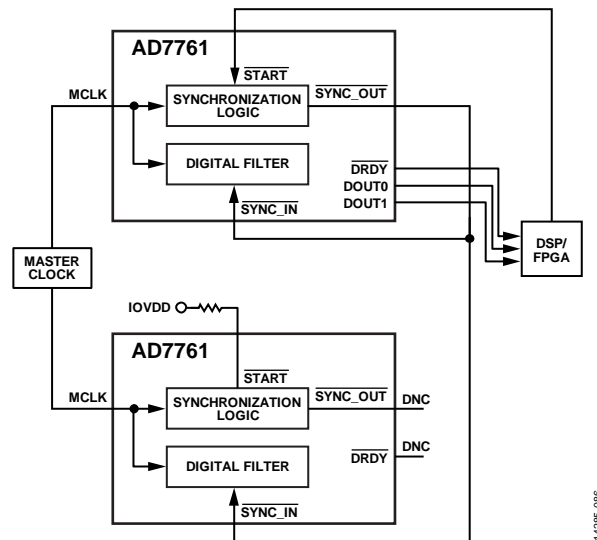 AD7761
START
MCLK
SYNCHRONIZATION
LOGIC
SYNC_OUT
DIGITAL FILTER
DRDY
DOUT0
DOUT1
SYNC_IN
DSP/
FPGA
MASTER
CLOCK
IOVDD
AD7761
START
MCLK
SYNCHRONIZATION
LOGIC
SYNC_OUT
DNC
DIGITAL FILTER
DRDY
DNC
SYNC_IN